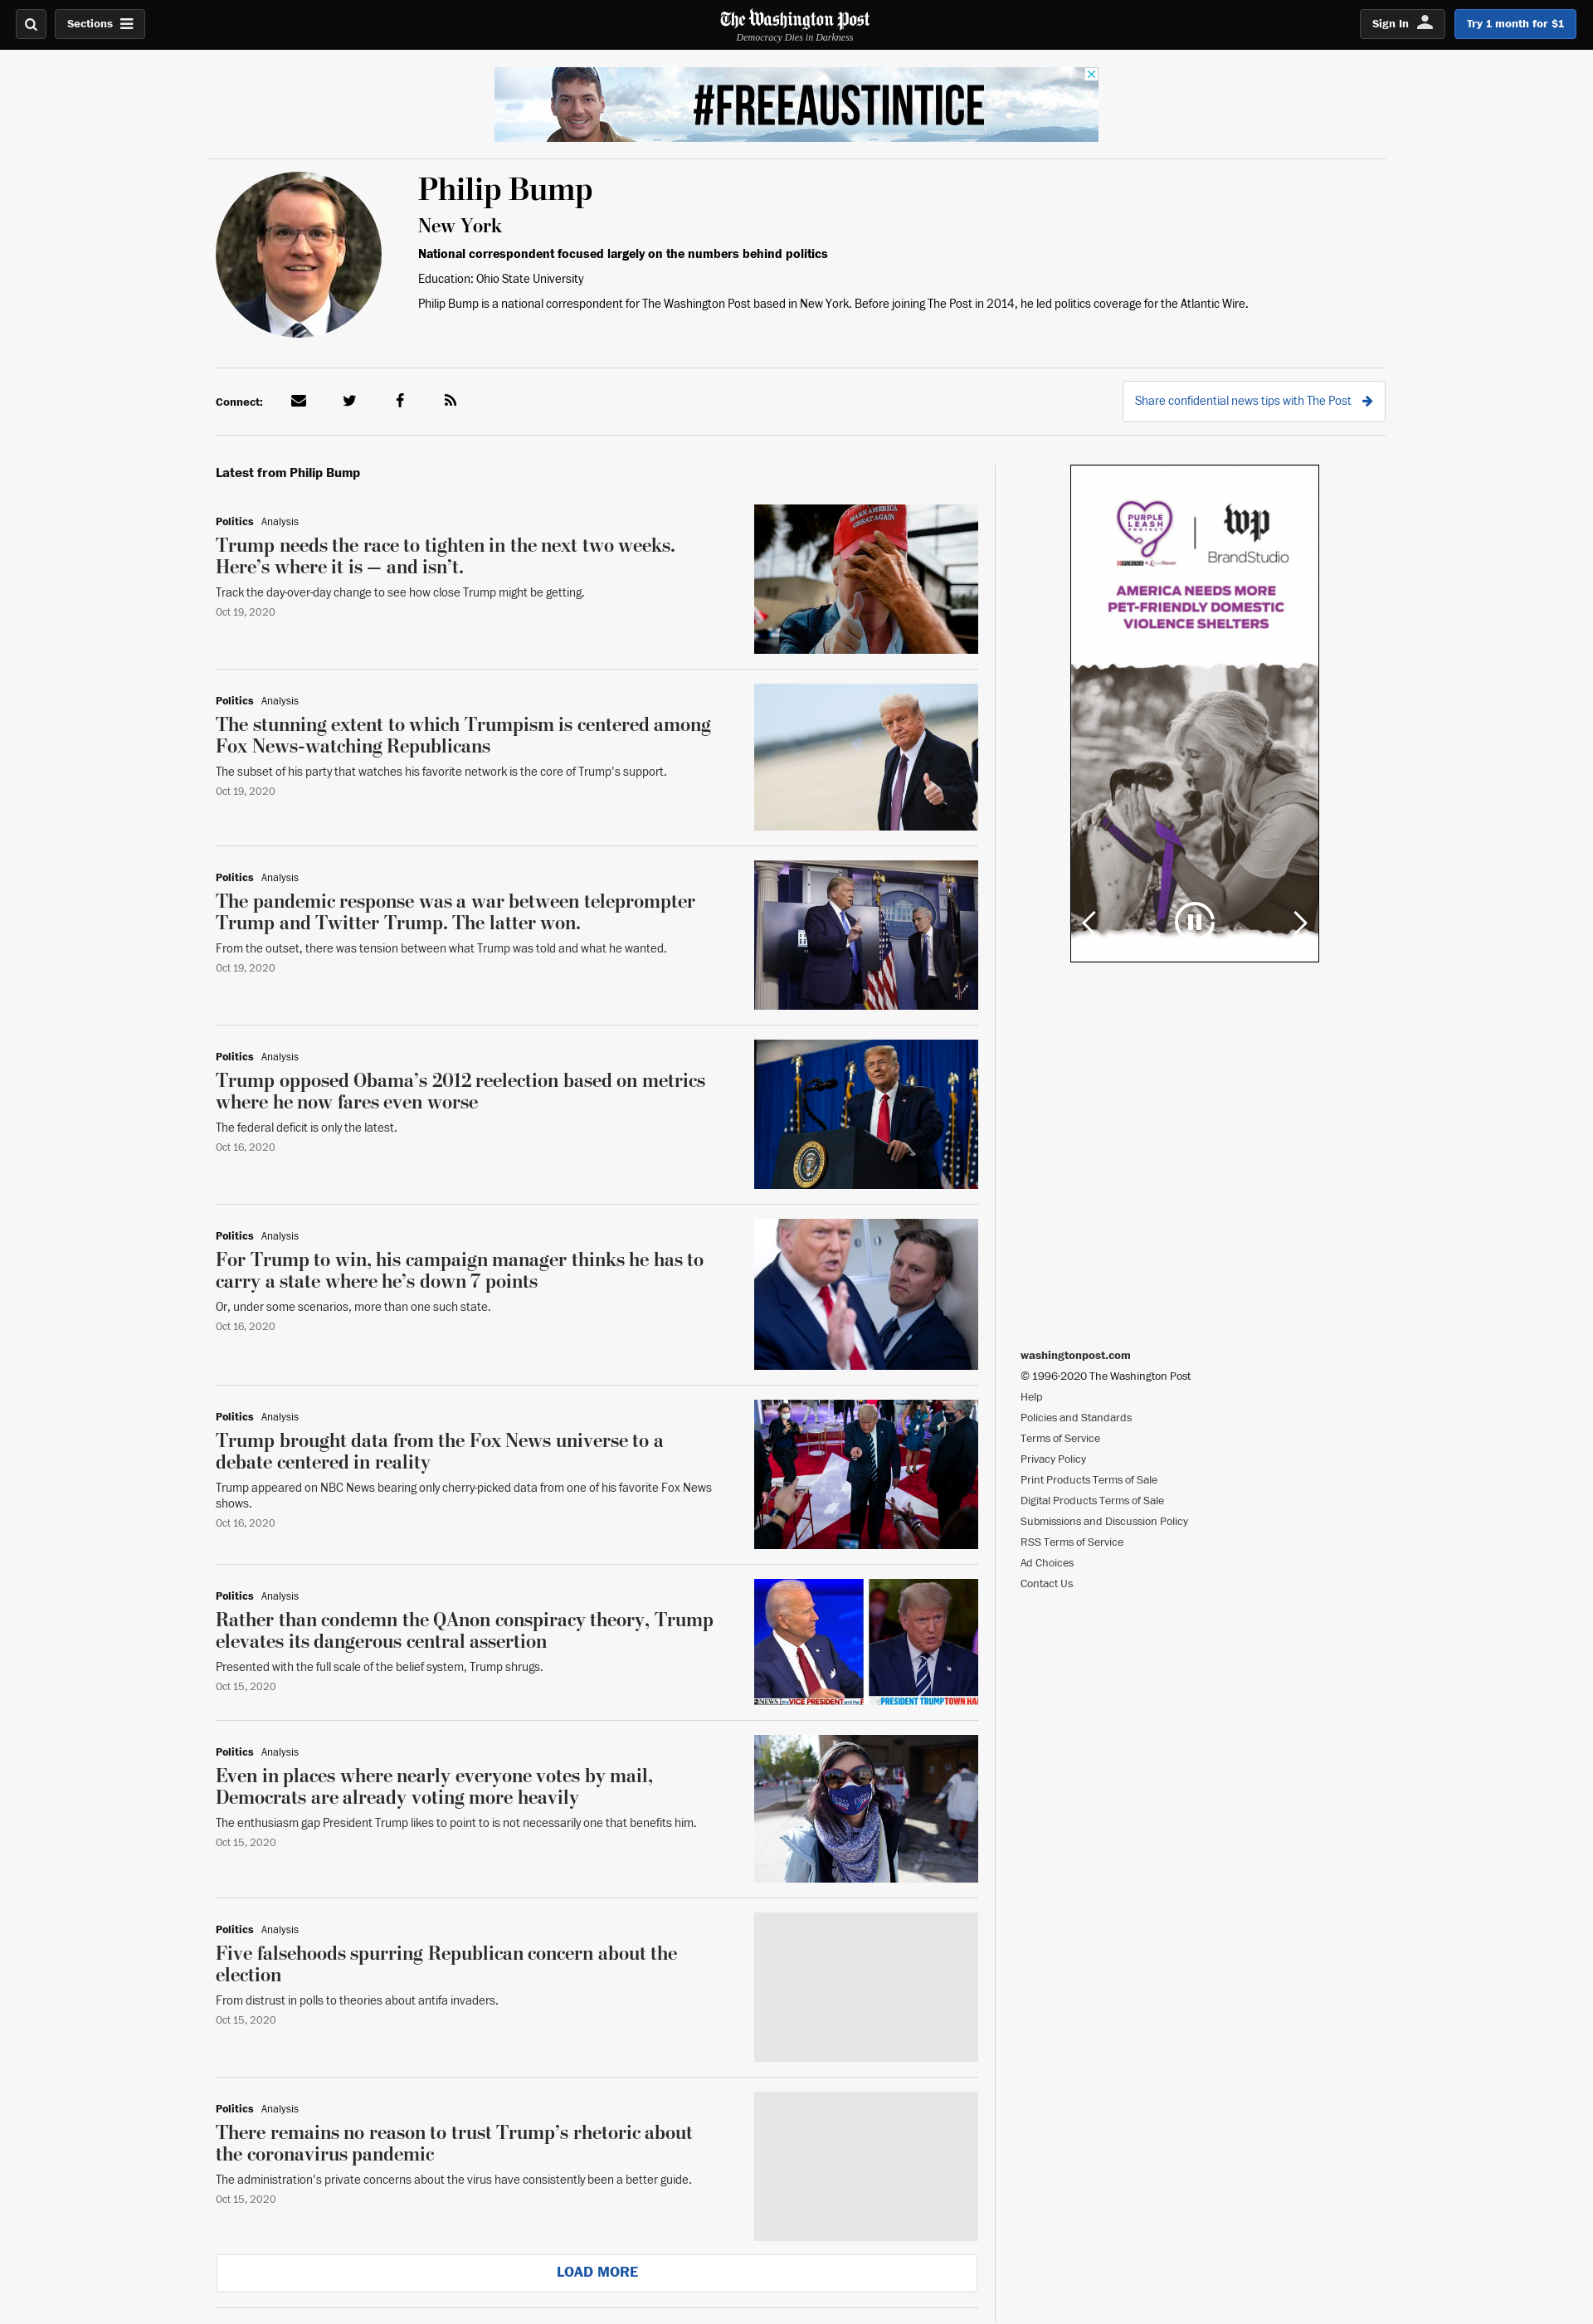 Sections
The Washington Post
Democracy Dies in Darkness
Sign In
Try 1 month for $1
#FREEAUSTINTICE
Philip Bump
New York
National correspondent focused largely on the numbers behind politics
Education: Ohio State University
Philip Bump is a national correspondent for The Washington Post based in New York. Before joining The Post in 2014, he led politics coverage for the Atlantic Wire.
Connect:
Share confidential news tips with The Post
Latest from Philip Bump
Politics Analysis
Trump needs the race to tighten in the next two weeks.
Here’s where it is — and isn’t.
Track the day-over-day change to see how close Trump might be getting.
Oct 19, 2020
MAKE AMERICA
GREAT AGAIN
Politics Analysis
The stunning extent to which Trumpism is centered among
Fox News-watching Republicans
The subset of his party that watches his favorite network is the core of Trump's support.
Oct 19, 2020
Politics Analysis
The pandemic response was a war between teleprompter
Trump and Twitter Trump. The latter won.
From the outset, there was tension between what Trump was told and what he wanted.
Oct 19, 2020
Politics Analysis
Trump opposed Obama’s 2012 reelection based on metrics
where he now fares even worse
The federal deficit is only the latest.
Oct 16, 2020
Politics Analysis
For Trump to win, his campaign manager thinks he has to
carry a state where he’s down 7 points
Or, under some scenarios, more than one such state.
Oct 16, 2020
Politics Analysis
Trump brought data from the Fox News universe to a
debate centered in reality
Trump appeared on NBC News bearing only cherry-picked data from one of his favorite Fox News
shows.
Oct 16, 2020
Politics Analysis
Rather than condemn the QAnon conspiracy theory, Trump
elevates its dangerous central assertion
Presented with the full scale of the belief system, Trump shrugs.
Oct 15, 2020
NEWS the VICE PRESIDENT and the
PRESIDENT TRUMP TOWN HA
Politics Analysis
Even in places where nearly everyone votes by mail,
Democrats are already voting more heavily
The enthusiasm gap President Trump likes to point to is not necessarily one that benefits him.
Oct 15, 2020
Politics Analysis
Five falsehoods spurring Republican concern about the
election
From distrust in polls to theories about antifa invaders.
Oct 15, 2020
Politics Analysis
There remains no reason to trust Trump’s rhetoric about
the coronavirus pandemic
The administration's private concerns about the virus have consistently been a better guide.
Oct 15, 2020
LOAD MORE
PURPLE
LEASH
PROJECT
PURINA
wp
BrandStudio
AMERICA NEEDS MORE
PET-FRIENDLY DOMESTIC
VIOLENCE SHELTERS
washingtonpost.com
© 1996-2020 The Washington Post
Help
Policies and Standards
Terms of Service
Privacy Policy
Print Products Terms of Sale
Digital Products Terms of Sale
Submissions and Discussion Policy
RSS Terms of Service
Ad Choices
Contact Us